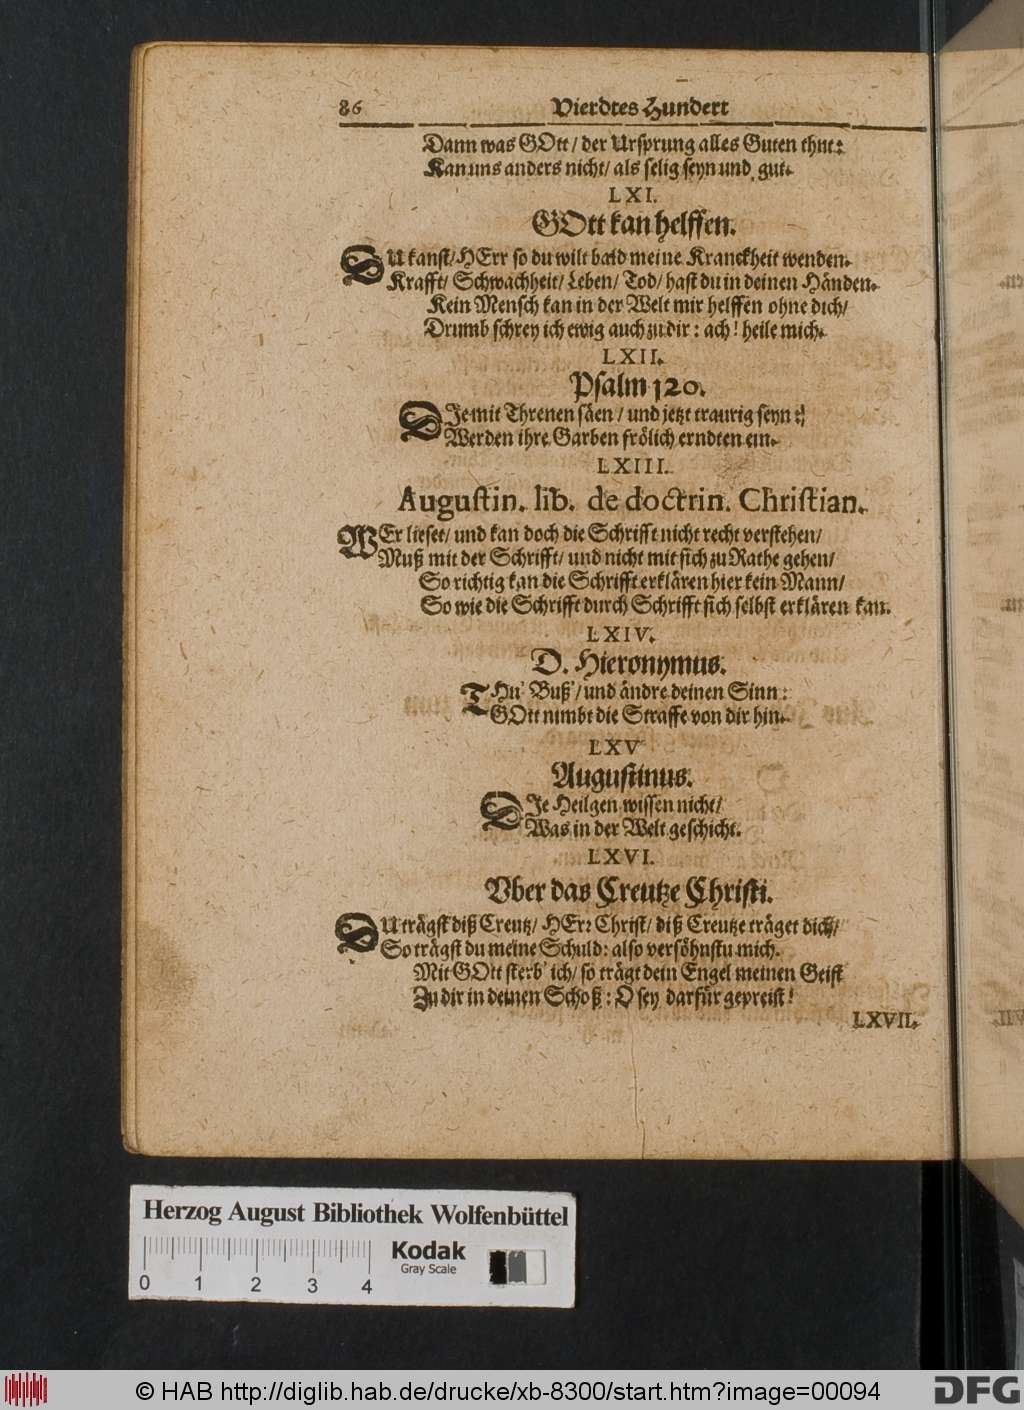 86 Vierdtes Hundert
Dann was GOtt / der Ursprung alles Guten thut:
Kan uns anders nicht / als selig seyn und gut.
LXI.
GOtt kan helffen.
DU kanst / HErr so du wilt bald meine Kranckheit wenden.
Krafft / Schwachheit / Leben / Tod / hast du in deinen Händen.
Kein Mensch kan in der Welt mir helffen ohne dich /
Drumb schrey ich ewig auch zu dir : ach ! heile mich.
LXII.
Psalm 120.
DJe mit Threnen säen / und jetzt traurig seyn :
Werden ihre Garben frölich erndten ein.
LXIII.
Augustin. lib. de doctrin. Christian.
WEr lieset / und kan doch die Schrifft nicht recht verstehen /
Muß mit der Schrifft / und nicht mit sich zu Rathe gehen /
So richtig kan die Schrifft erklären hier kein Mann /
So wie die Schrifft durch Schrifft sich selbst erklären kan.
LXIV.
D. Hieronymus.
THu' Buß' / und ändre deinen Sinn :
GOtt nimbt die Straffe von dir hin.
LXV
Augustinus.
DJe Heilgen wissen nicht /
Was in der Welt geschicht.
LXVI.
Vber das Creutze Christi.
DU trägst diß Creutz / HErr Christ / diß Creutze träget dich /
So trägst du meine Schuld : also versöhnstu mich.
Mit GOtt sterb' ich / so trägt dein Engel meinen Geist
Zu dir in deinen Schoß : O sey darfür gepreist !
LXVII.
Herzog August Bibliothek Wolfenbüttel
Kodak
Gray Scale
0 1 2 3 4
© HAB http://diglib.hab.de/drucke/xb-8300/start.htm?image=00094
DFG